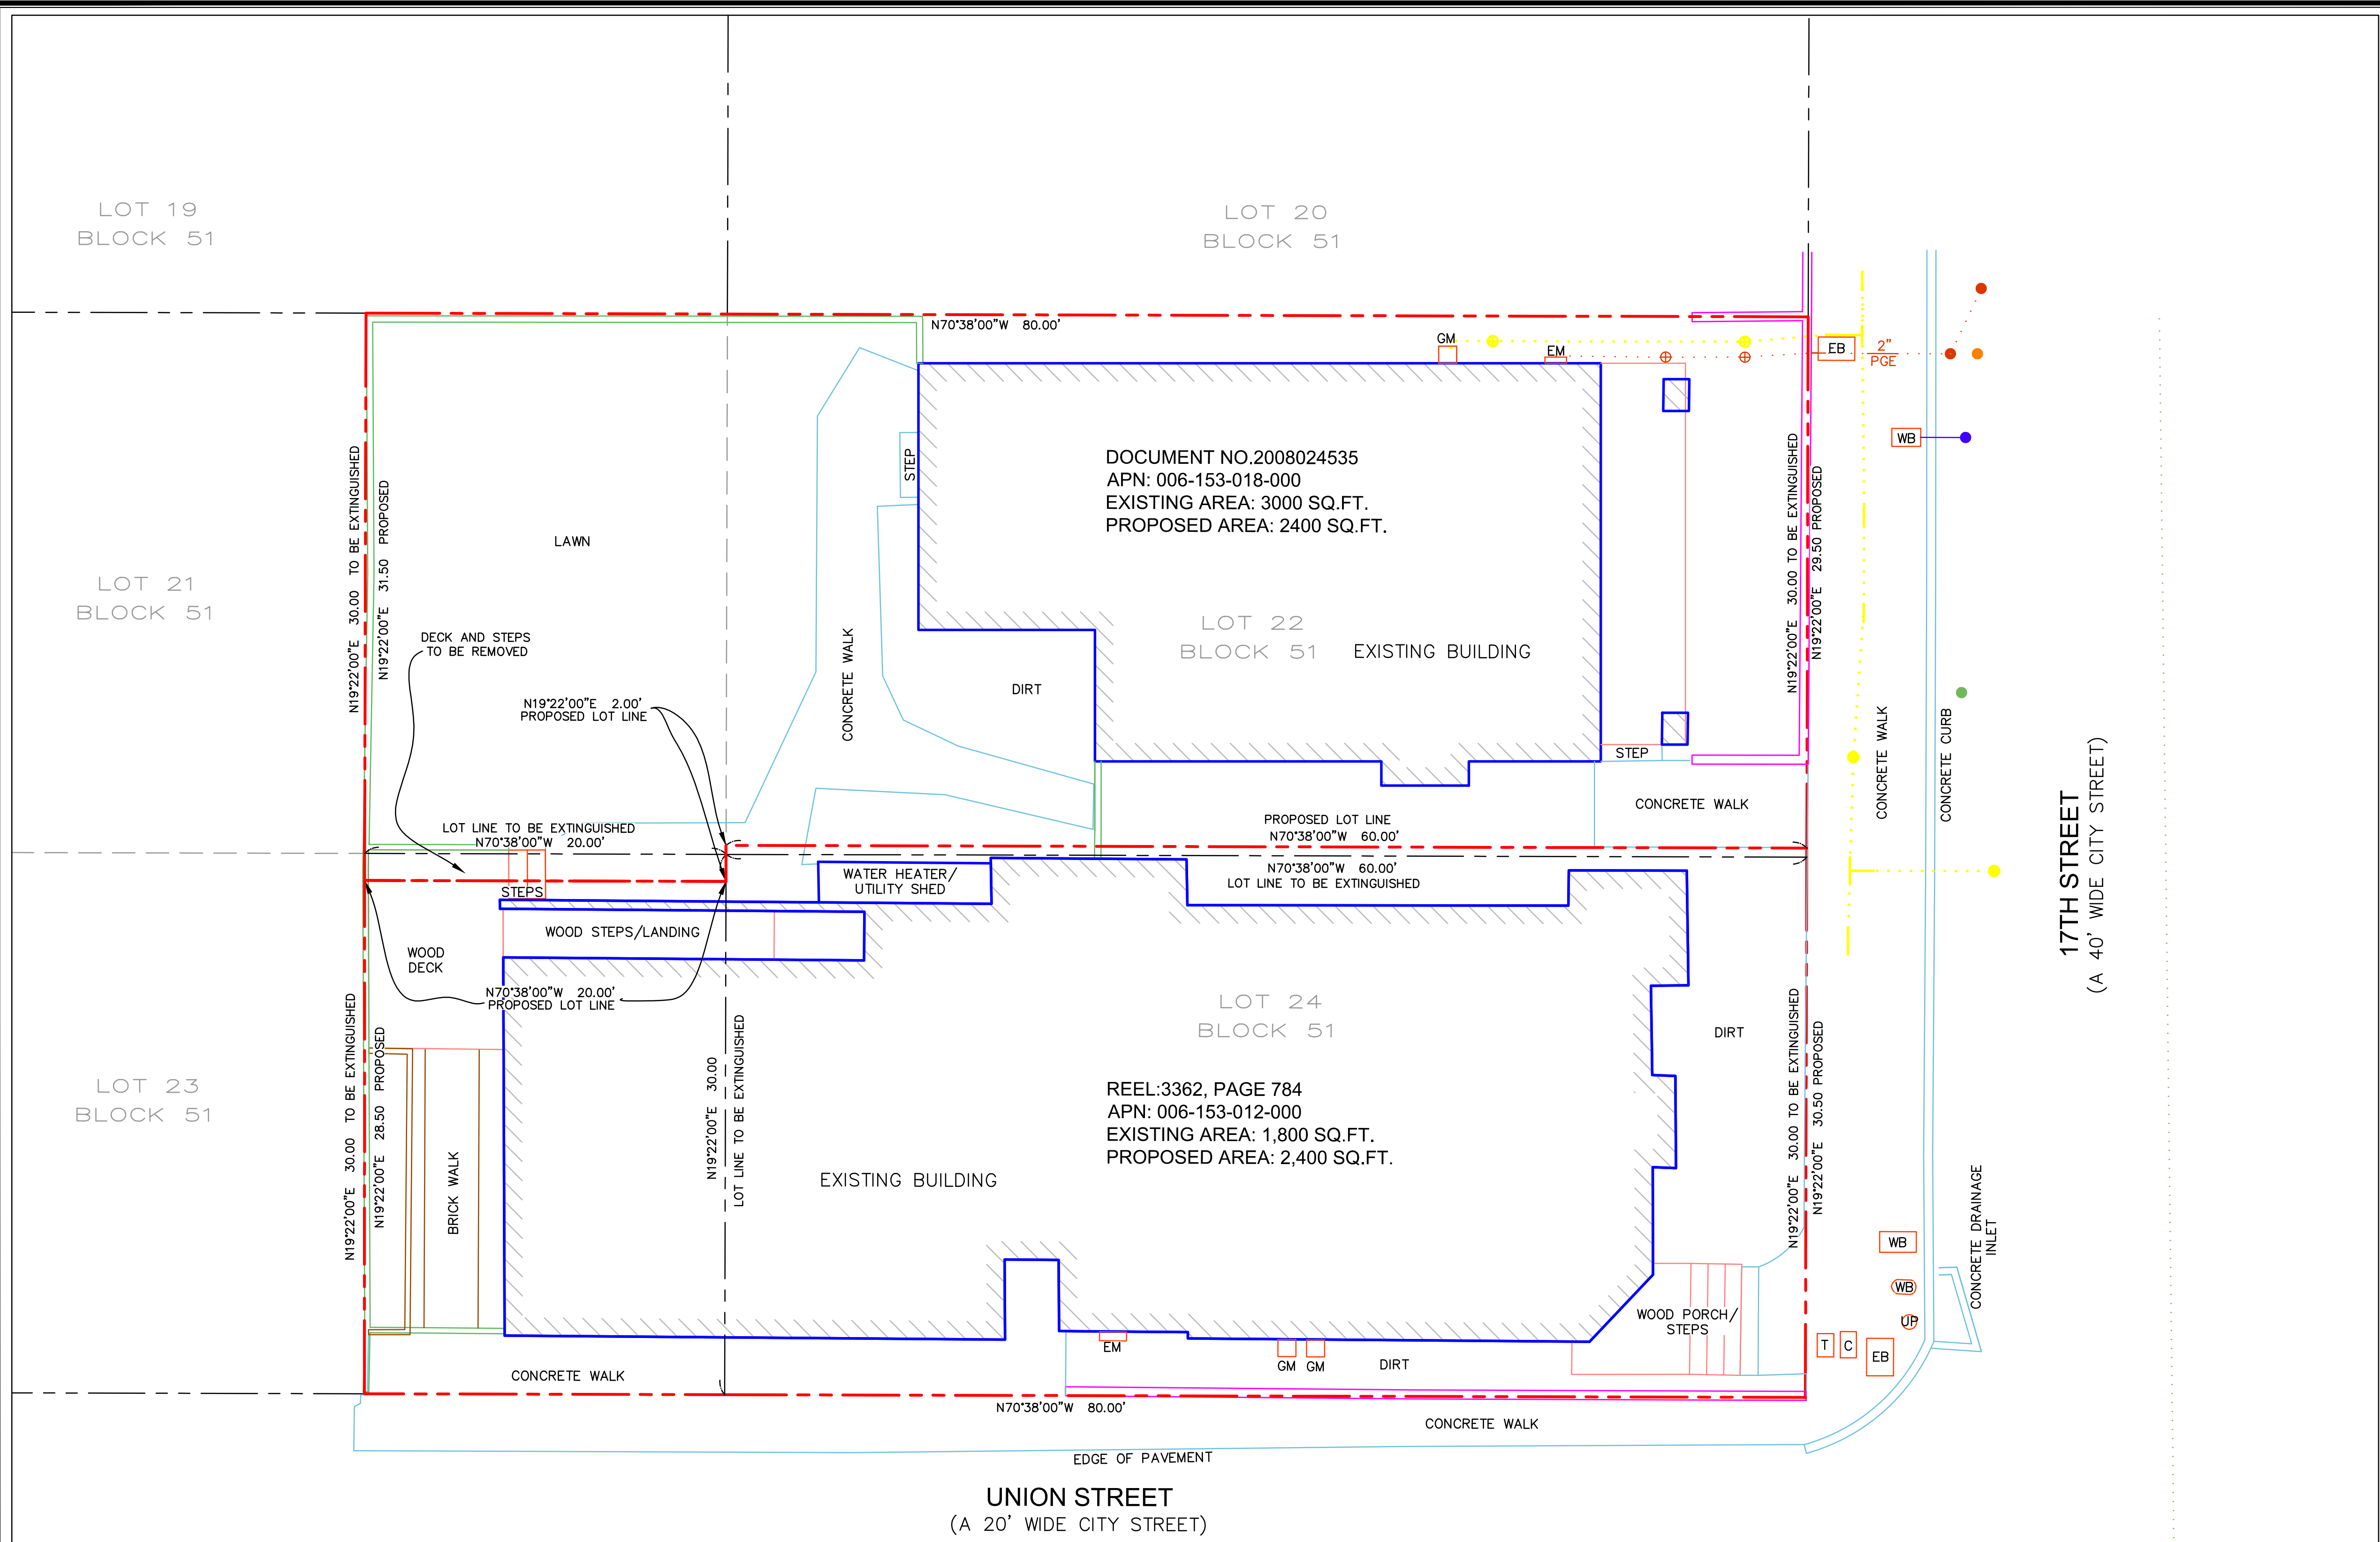 LOT 19
BLOCK 51
LOT 20
BLOCK 51
N70°38'00"W 80.00'
GM
EM
EB
2"
PGE
WB
DOCUMENT NO.2008024535
APN: 006-153-018-000
EXISTING AREA: 3000 SQ.FT.
PROPOSED AREA: 2400 SQ.FT.
STEP
N19°22'00"E 30.00 TO BE EXTINGUISHED
N19°22'00"E 31.50 PROPOSED
LAWN
N19°22'00"E 30.00 TO BE EXTINGUISHED
N19°22'00"E 29.50 PROPOSED
LOT 21
BLOCK 51
DECK AND STEPS
TO BE REMOVED
LOT 22
BLOCK 51
EXISTING BUILDING
CONCRETE WALK
DIRT
N19°22'00"E 2.00'
PROPOSED LOT LINE
STEP
CONCRETE WALK
CONCRETE WALK
CONCRETE CURB
17TH STREET
(A 40' WIDE CITY STREET)
LOT LINE TO BE EXTINGUISHED
N70°38'00"W 20.00'
PROPOSED LOT LINE
N70°38'00"W 60.00'
N70°38'00"W 60.00'
LOT LINE TO BE EXTINGUISHED
WATER HEATER/
UTILITY SHED
STEPS
WOOD STEPS/LANDING
WOOD
DECK
N70°38'00"W 20.00'
PROPOSED LOT LINE
LOT 24
BLOCK 51
DIRT
LOT 23
BLOCK 51
N19°22'00"E 30.00 TO BE EXTINGUISHED
N19°22'00"E 28.50 PROPOSED
BRICK WALK
N19°22'00"E 30.00
LOT LINE TO BE EXTINGUISHED
REEL:3362, PAGE 784
APN: 006-153-012-000
EXISTING AREA: 1,800 SQ.FT.
PROPOSED AREA: 2,400 SQ.FT.
N19°22'00"E 30.00 TO BE EXTINGUISHED
N19°22'00"E 30.50 PROPOSED
EXISTING BUILDING
CONCRETE DRAINAGE
INLET
WB
WB
UP
WOOD PORCH/
STEPS
T
C
EB
EM
GM
GM
DIRT
CONCRETE WALK
N70°38'00"W 80.00'
CONCRETE WALK
EDGE OF PAVEMENT
UNION STREET
(A 20' WIDE CITY STREET)